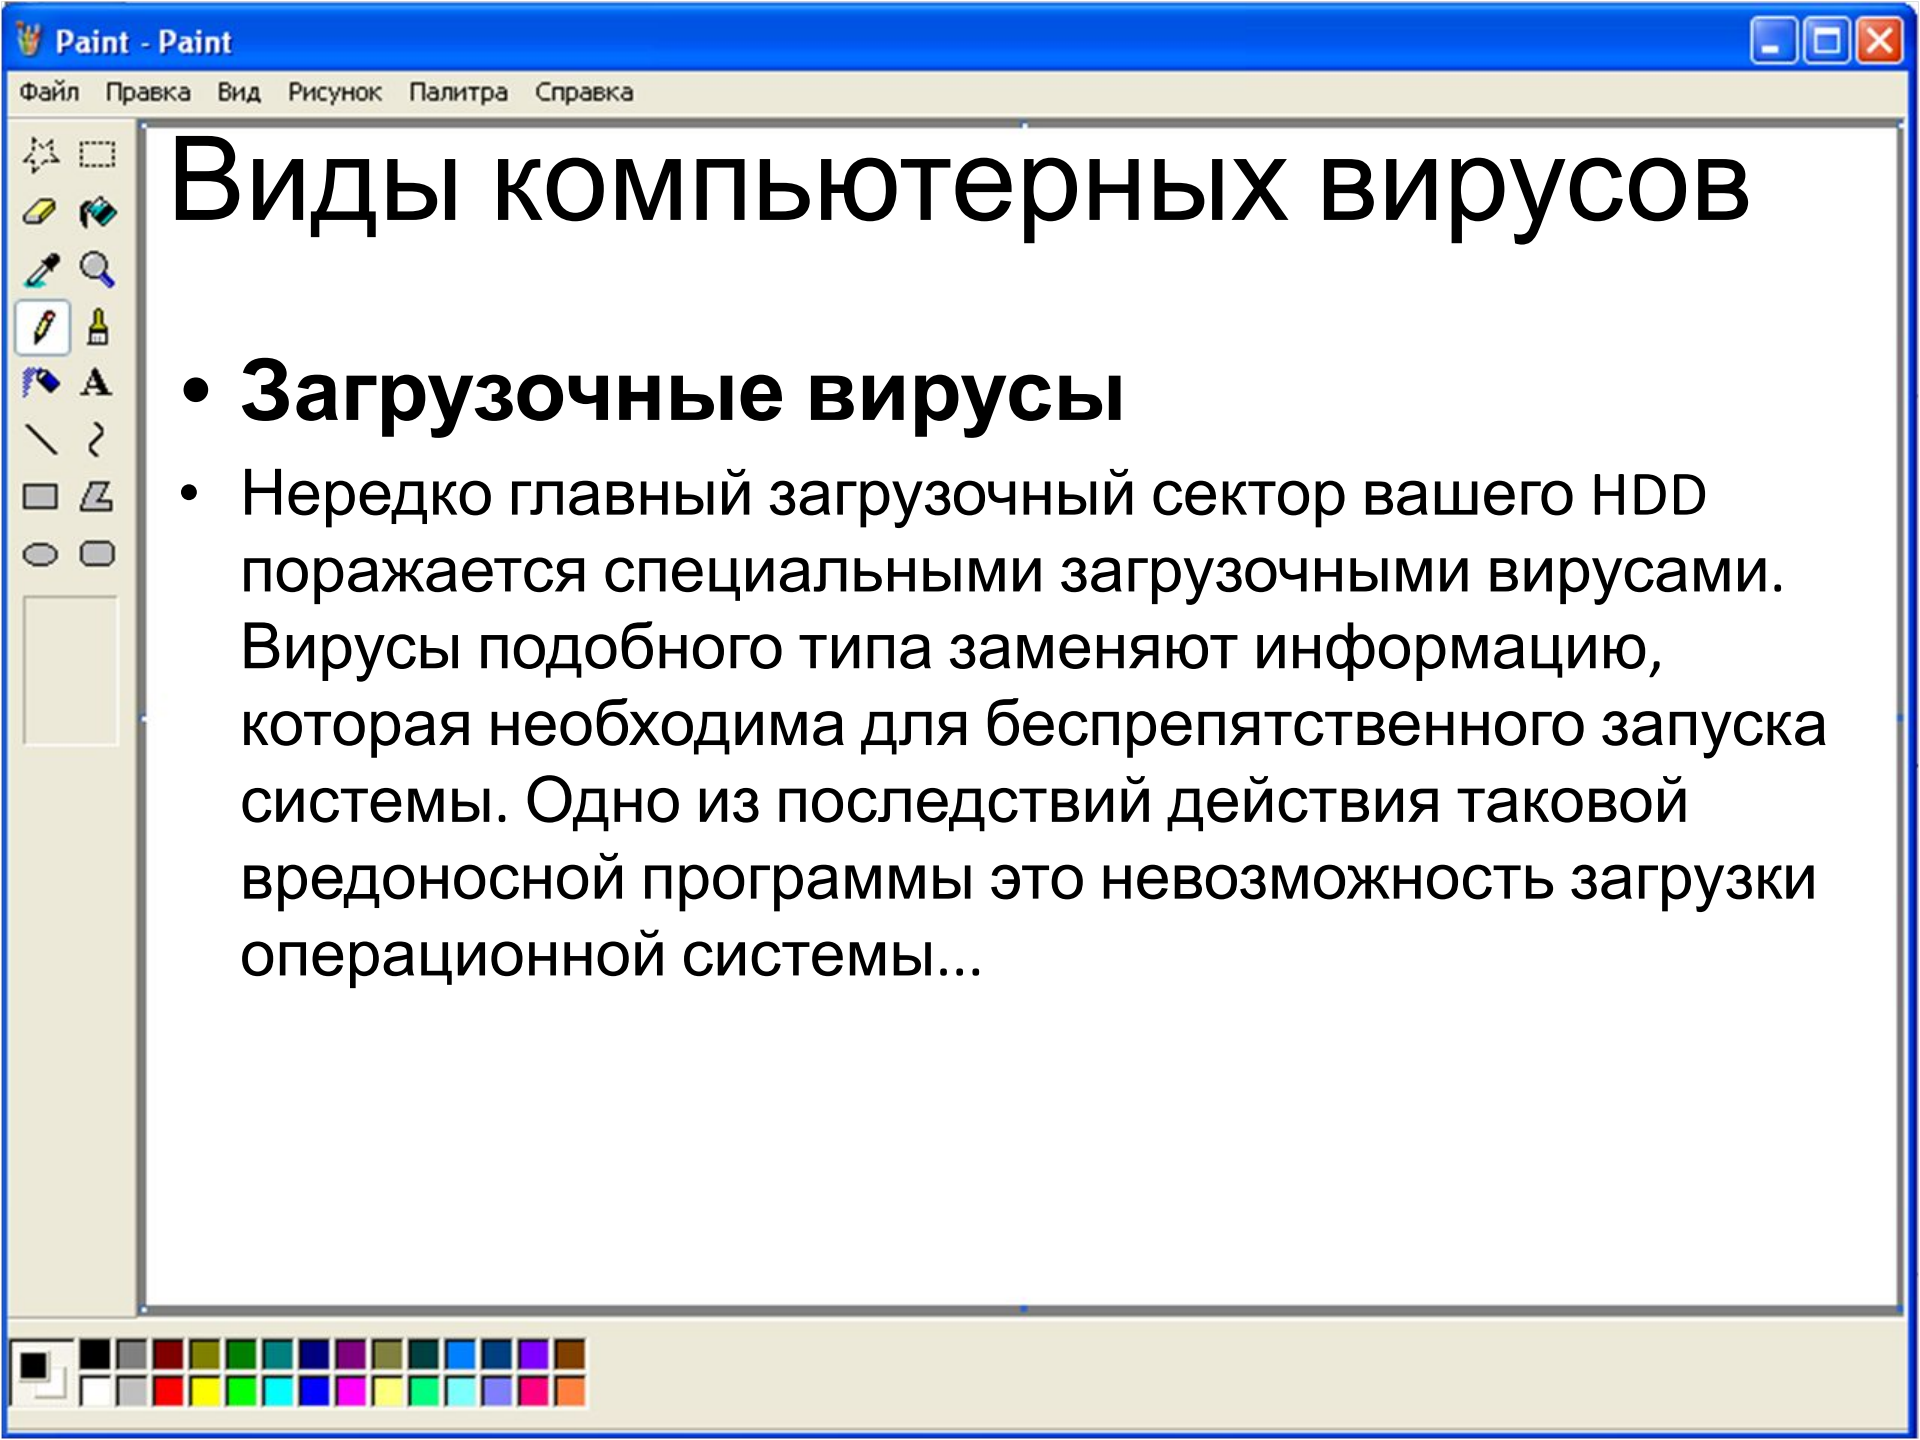 Paint - Paint
Файл Правка Вид Рисунок Палитра Справка
Виды компьютерных вирусов
• Загрузочные вирусы
• Нередко главный загрузочный сектор вашего HDD
поражается специальными загрузочными вирусами.
Вирусы подобного типа заменяют информацию,
которая необходима для беспрепятственного запуска
системы. Одно из последствий действия таковой
вредоносной программы это невозможность загрузки
операционной системы...